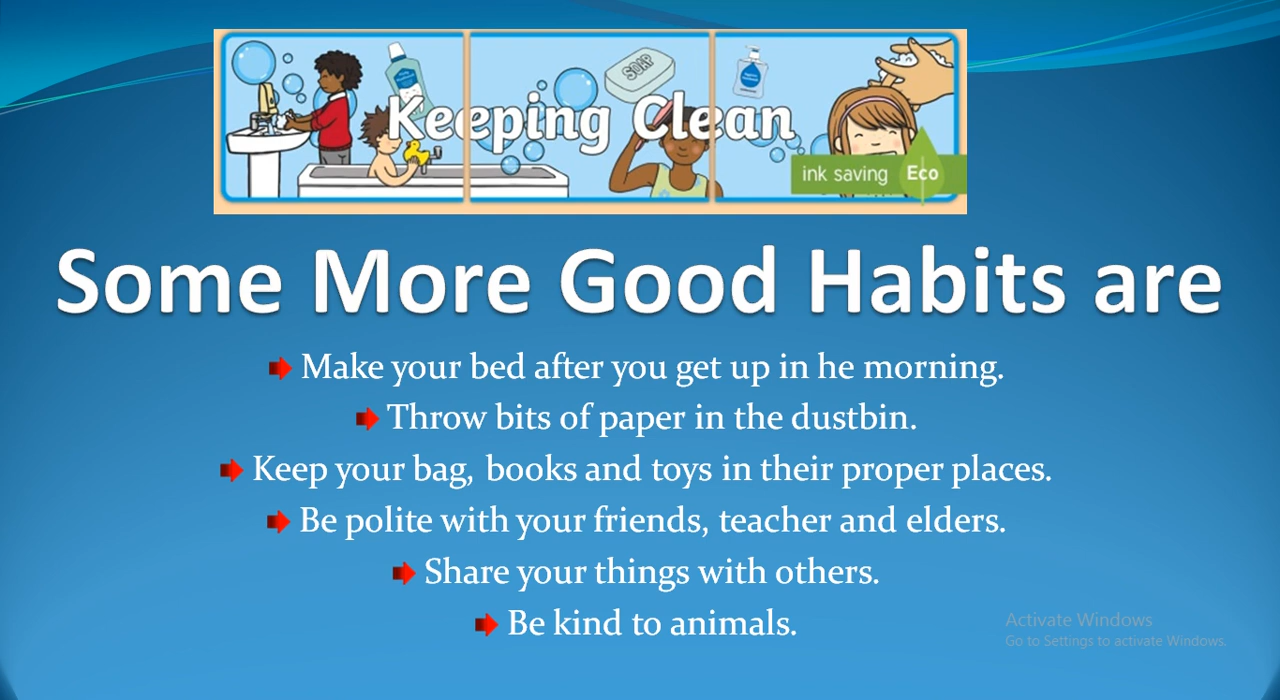 SOAP
Keeping Clean
ink saving Eco
Some More Good Habits are
Make your bed after you get up in he morning.
Throw bits of paper in the dustbin.
Keep your bag, books and toys in their proper places.
Be polite with your friends, teacher and elders.
Share your things with others.
Be kind to animals.
Activate Windows
Go to Settings to activate Windows.